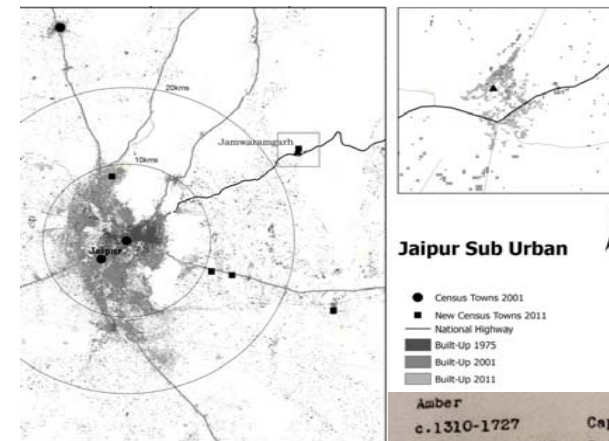 20kms
Jamwaramgarh
10kms
Jaipur
Jaipur Sub Urban
Census Towns 2001
New Census Towns 2011
National Highway
Built-Up 1975
Built-Up 2001
Built-Up 2011
Amber
c.1310-1727